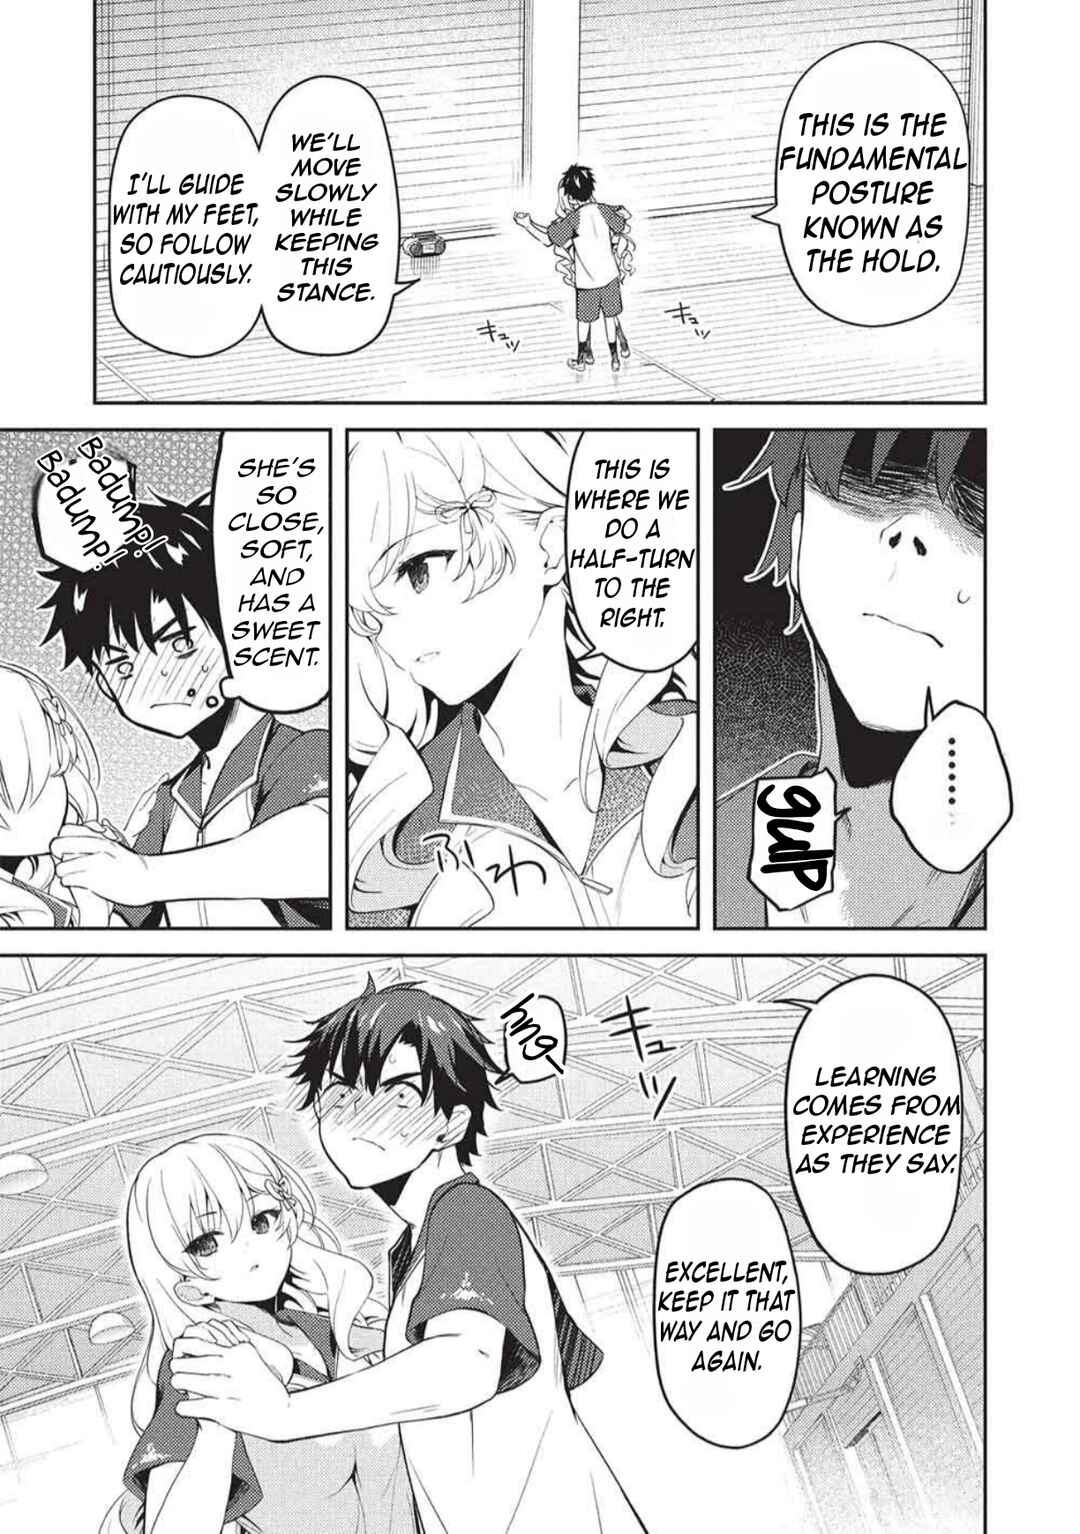 THIS IS THE
FUNDAMENTAL
POSTURE
KNOWN AS
THE HOLD.
WE'LL
MOVE
SLOWLY
WHILE
KEEPING
THIS
STANCE.
I'LL GUIDE
WITH MY FEET,
SO FOLLOW
CAUTIOUSLY.
キュッ
キュッ
......
gulp
THIS IS
WHERE WE
DO A
HALF-TURN
TO THE
RIGHT.
ふわ
SHE'S
SO
CLOSE,
SOFT,
AND
HAS A
SWEET
SCENT.
Badump!
Badump!
LEARNING
COMES FROM
EXPERIENCE
AS THEY SAY.
hng-
キュッ
EXCELLENT,
KEEP IT THAT
WAY AND GO
AGAIN.